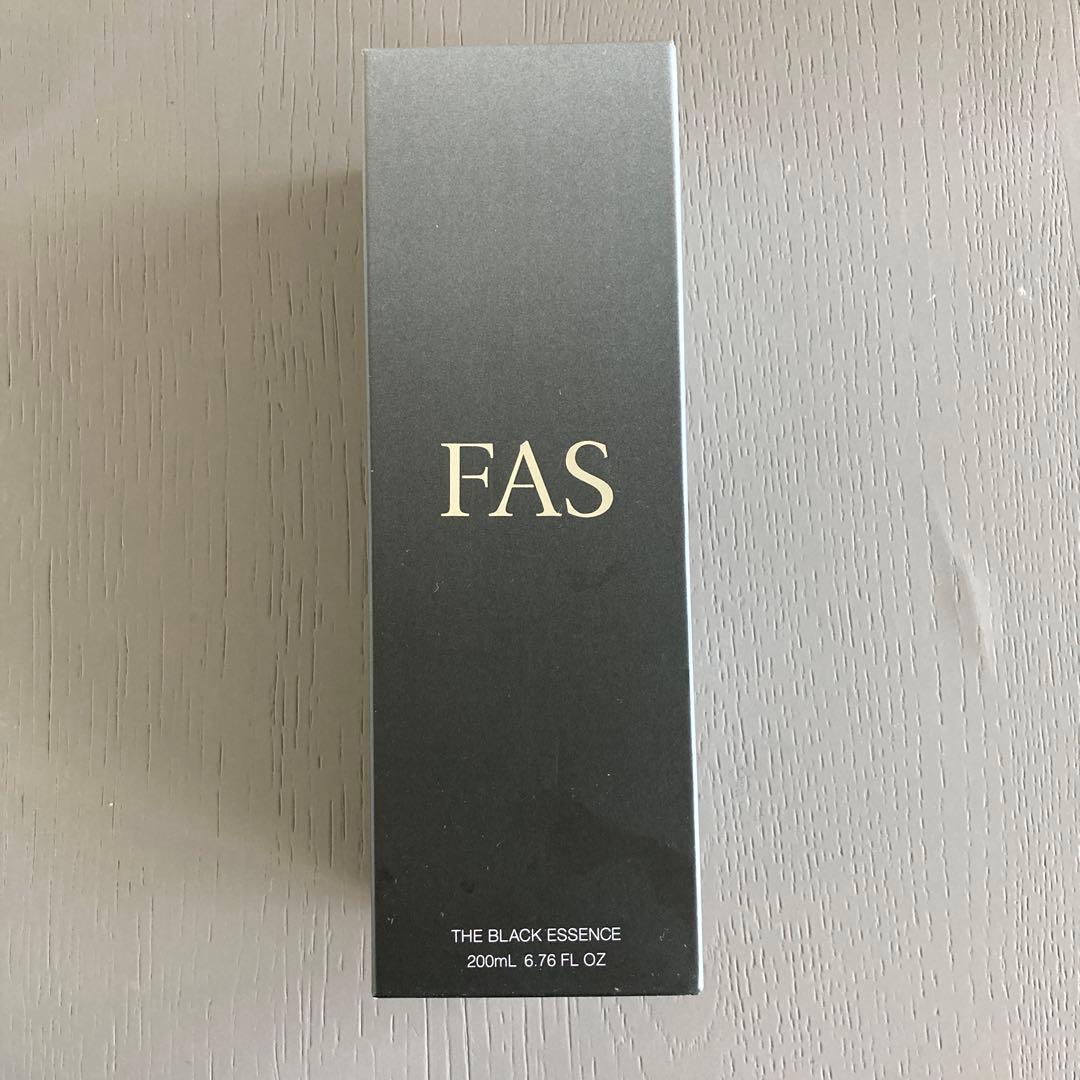 FAS
THE BLACK ESSENCE
200mL 6.76 FL OZ